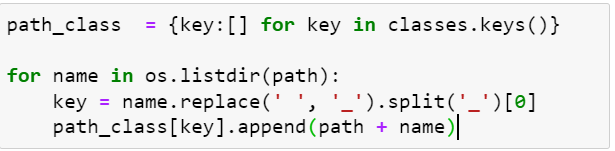 path_class  = {key:[] for key in classes.keys()}

for name in os.listdir(path):
    key = name.replace(' ', '_').split('_')[0]
    path_class[key].append(path + name)